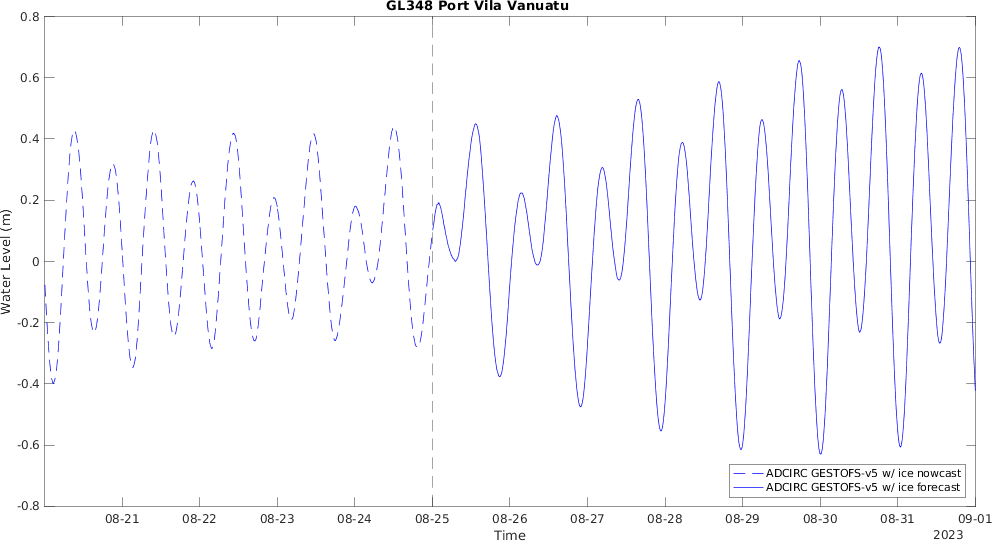 GL348 Port Vila Vanuatu
0.8
0.6
0.4
0.2
0
-0.2
-0.4
-0.6
-0.8
Water Level (m)
ADCIRC GESTOFS-v5 w/ ice nowcast
ADCIRC GESTOFS-v5 w/ ice forecast
08-21 08-22 08-23 08-24 08-25 08-26 08-27 08-28 08-29 08-30 08-31 09-01
Time
2023